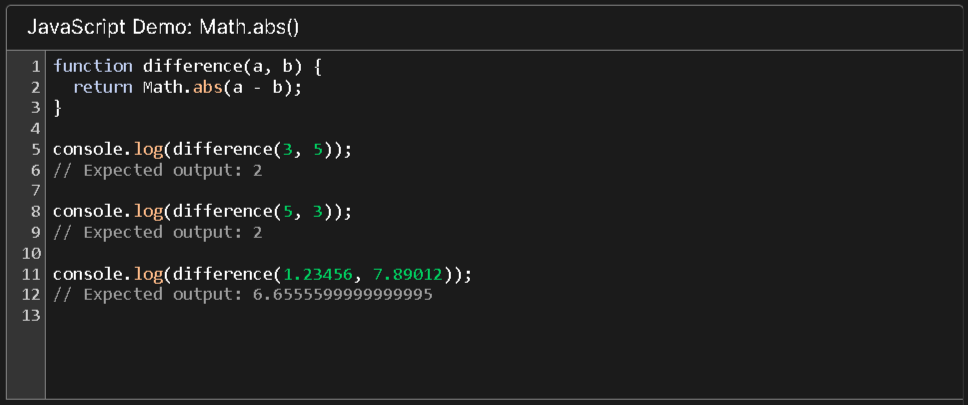 JavaScript Demo: Math.abs()
1 function difference(a, b) {
2   return Math.abs(a - b);
3 }
4
5 console.log(difference(3, 5));
6 // Expected output: 2
7
8 console.log(difference(5, 3));
9 // Expected output: 2
10
11 console.log(difference(1.23456, 7.89012));
12 // Expected output: 6.6555599999999995
13